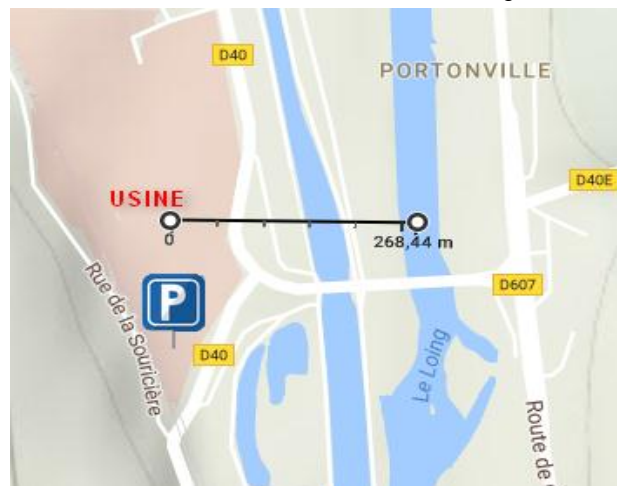 D40
PORTONVILLE
D40E
USINE
0
268,44 m
D607
P
Rue de la Souricière
D40
Le Loing
Route de